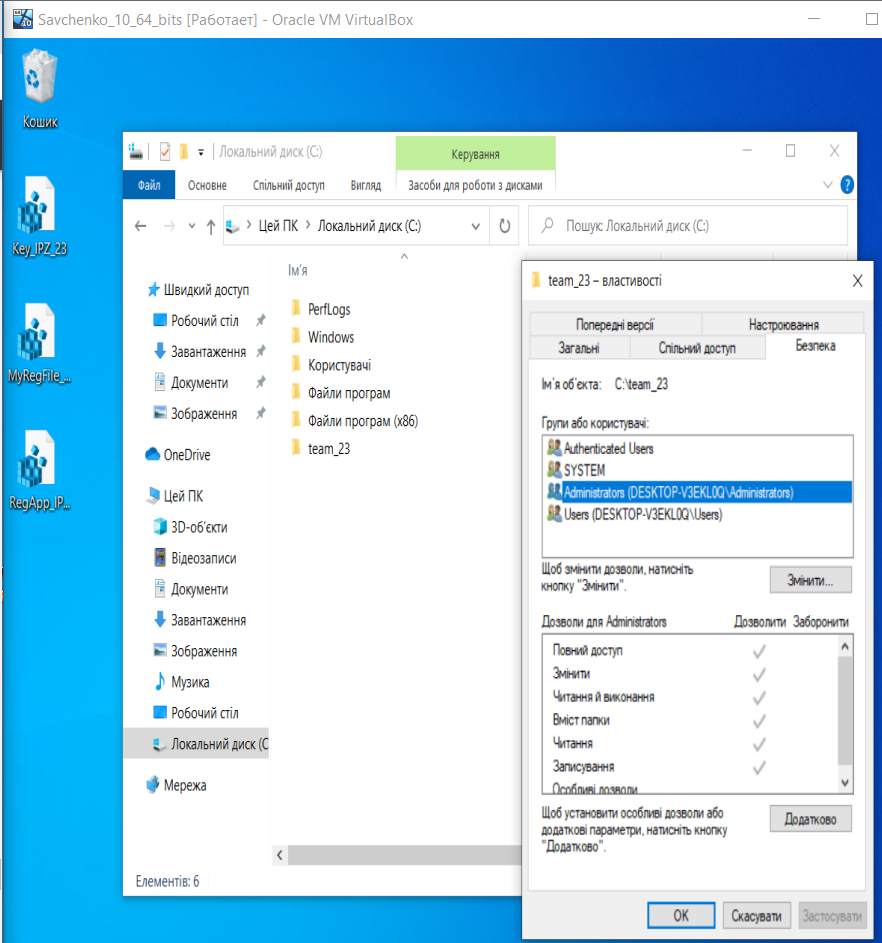 Savchenko_10_64_bits [Работает] - Oracle VM VirtualBox
Кошик
Key_IPZ_23
MyRegFile_...
RegApp_IP...
Локальний диск (C:)
Керування
Файл
Основне
Спільний доступ
Вигляд
Засоби для роботи з дисками
Цей ПК
Локальний диск (C:)
Пошук: Локальний диск (C:)
Швидкий доступ
Робочий стіл
Завантаження
Документи
Зображення
OneDrive
Цей ПК
3D-об'єкти
Відеозаписи
Документи
Завантаження
Зображення
Музика
Робочий стіл
Локальний диск (C
Мережа
Ім'я
PerfLogs
Windows
Користувачі
Файли програм
Файли програм (x86)
team_23
Елементів: 6
team_23 – властивості
Попередні версії
Настроювання
Загальні
Спільний доступ
Безпека
Ім'я об'єкта: C:\team_23
Групи або користувачі:
Authenticated Users
SYSTEM
Administrators (DESKTOP-V3EKL0Q\Administrators)
Users (DESKTOP-V3EKL0Q\Users)
Щоб змінити дозволи, натисніть
кнопку "Змінити".
Змінити...
Дозволи для Administrators Дозволити Заборонити
Повний доступ
Змінити
Читання й виконання
Вміст папки
Читання
Записування
Особливі дозволи
Щоб установити особливі дозволи або
додаткові параметри, натисніть кнопку
"Додатково".
Додатково
OK
Скасувати
Застосувати